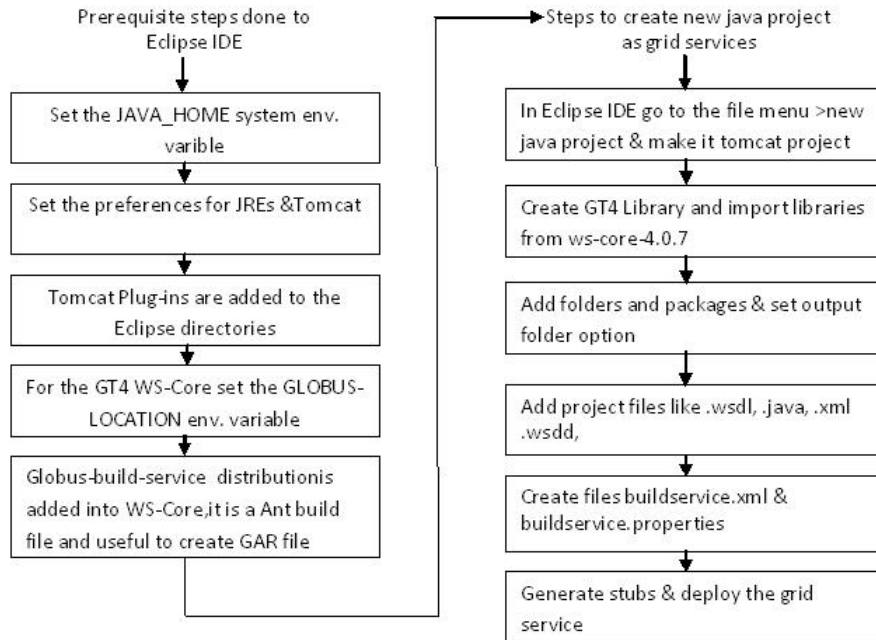 Prerequisite steps done to
Eclipse IDE
Set the JAVA_HOME system env.
varible
Set the preferences for JREs &Tomcat
Tomcat Plug-ins are added to the
Eclipse directories
For the GT4 WS-Core set the GLOBUS-
LOCATION env. variable
Globus-build-service distributionis
added into WS-Core,it is a Ant build
file and useful to create GAR file
Steps to create new java project
as grid services
In Eclipse IDE go to the file menu >new
java project & make it tomcat project
Create GT4 Library and import libraries
from ws-core-4.0.7
Add folders and packages & set output
folder option
Add project files like .wsdl, .java, .xml
.wsdd,
Create files buildservice.xml &
buildservice.properties
Generate stubs & deploy the grid
service